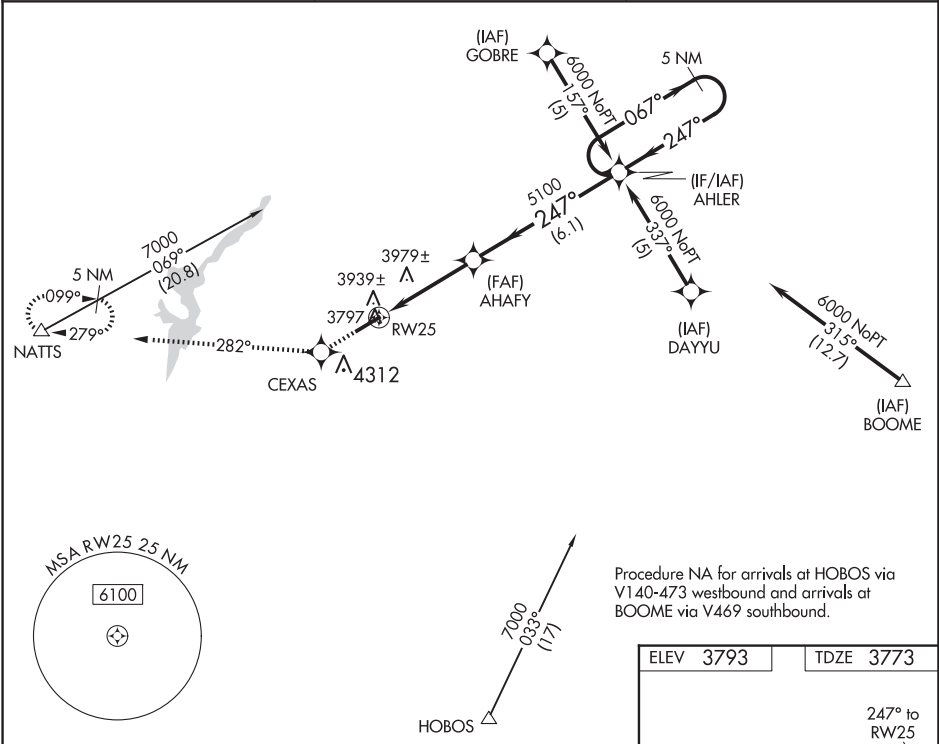 (IAF)
GOBRE
6000 NoPT
157°
(5)
5 NM
067°
247°
(IF/IAF)
AHLER
5100
247°
(6.1)
6000 NoPT
337°
(5)
7000
069°
(20.8)
5 NM
099°
279°
NATTS
3979±
3939±
3797
RW25
(FAF)
AHAFY
(IAF)
DAYYU
6000 NoPT
315°
(12.7)
(IAF)
BOOME
282°
CEXAS
4312
MSA RW25 25 NM
6100
7000
033°
(17)
HOBOS
Procedure NA for arrivals at HOBOS via
V140-473 westbound and arrivals at
BOOME via V469 southbound.
ELEV 3793
TDZE 3773
247° to
RW25